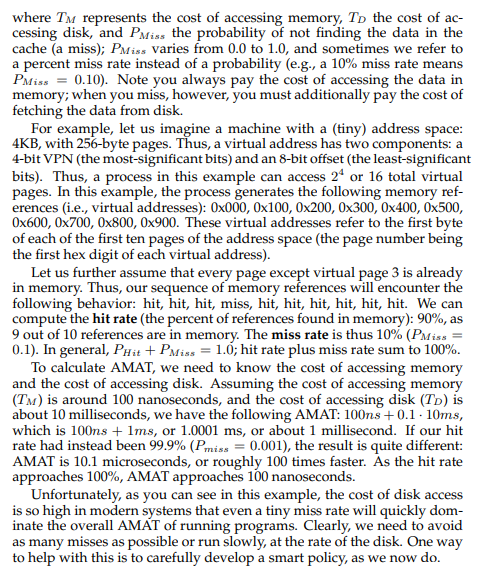 where TM represents the cost of accessing memory, TD the cost of ac-
cessing disk, and PMiss the probability of not finding the data in the
cache (a miss); PMiss varies from 0.0 to 1.0, and sometimes we refer to
a percent miss rate instead of a probability (e.g., a 10% miss rate means
PMiss = 0.10). Note you always pay the cost of accessing the data in
memory; when you miss, however, you must additionally pay the cost of
fetching the data from disk.
For example, let us imagine a machine with a (tiny) address space:
4KB, with 256-byte pages. Thus, a virtual address has two components: a
4-bit VPN (the most-significant bits) and an 8-bit offset (the least-significant
bits). Thus, a process in this example can access 2⁴ or 16 total virtual
pages. In this example, the process generates the following memory ref-
erences (i.e., virtual addresses): 0x000, 0x100, 0x200, 0x300, 0x400, 0x500,
0x600, 0x700, 0x800, 0x900. These virtual addresses refer to the first byte
of each of the first ten pages of the address space (the page number being
the first hex digit of each virtual address).
Let us further assume that every page except virtual page 3 is already
in memory. Thus, our sequence of memory references will encounter the
following behavior: hit, hit, hit, miss, hit, hit, hit, hit, hit, hit. We can
compute the hit rate (the percent of references found in memory): 90%, as
9 out of 10 references are in memory. The miss rate is thus 10% (PMiss =
0.1). In general, PHit + PMiss = 1.0; hit rate plus miss rate sum to 100%.
To calculate AMAT, we need to know the cost of accessing memory
and the cost of accessing disk. Assuming the cost of accessing memory
(TM) is around 100 nanoseconds, and the cost of accessing disk (TD) is
about 10 milliseconds, we have the following AMAT: 100ns + 0.1 · 10ms,
which is 100ns + 1ms, or 1.0001 ms, or about 1 millisecond. If our hit
rate had instead been 99.9% (Pmiss = 0.001), the result is quite different:
AMAT is 10.1 microseconds, or roughly 100 times faster. As the hit rate
approaches 100%, AMAT approaches 100 nanoseconds.
Unfortunately, as you can see in this example, the cost of disk access
is so high in modern systems that even a tiny miss rate will quickly dom-
inate the overall AMAT of running programs. Clearly, we need to avoid
as many misses as possible or run slowly, at the rate of the disk. One way
to help with this is to carefully develop a smart policy, as we now do.